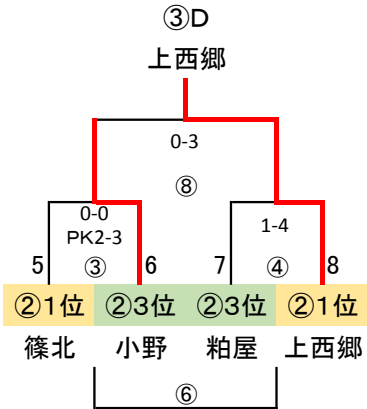 ③D
上西郷
0-3
⑧
0-0
PK2-3
1-4
5 ③ 6 7 ④ 8
②1位 ②3位 ②3位 ②1位
篠北 小野 粕屋 上西郷
⑥